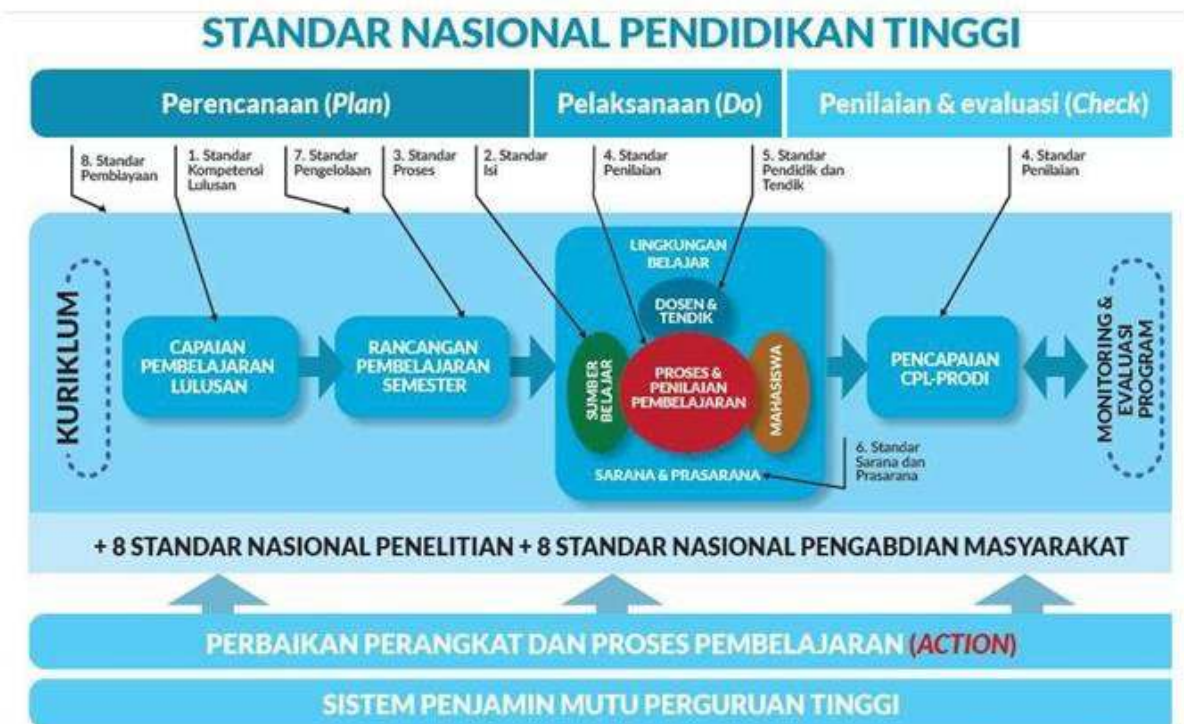 STANDAR NASIONAL PENDIDIKAN TINGGI
Perencanaan (Plan)
Pelaksanaan (Do)
Penilaian & evaluasi (Check)
8. Standar
Pembiayaan
1. Standar
Kompetensi
Lulusan
7. Standar
Pengelolaan
3. Standar
Proses
2. Standar
Isi
4. Standar
Penilaian
5. Standar
Pendidik dan
Tendik
4. Standar
Penilaian
KURIKLUM
CAPAIAN
PEMBELAJARAN
LULUSAN
RANCANGAN
PEMBELAJARAN
SEMESTER
LINGKUNGAN
BELAJAR
DOSEN &
TENDIK
SUMBER
BELAJAR
PROSES &
PENILAIAN
PEMBELAJARAN
MAHASISWA
SARANA & PRASARANA
PENCAPAIAN
CPL-PRODI
6. Standar
Sarana dan
Prasarana
MONITORING &
EVALUASI
PROGRAM
+ 8 STANDAR NASIONAL PENELITIAN + 8 STANDAR NASIONAL PENGABDIAN MASYARAKAT
PERBAIKAN PERANGKAT DAN PROSES PEMBELAJARAN (ACTION)
SISTEM PENJAMIN MUTU PERGURUAN TINGGI